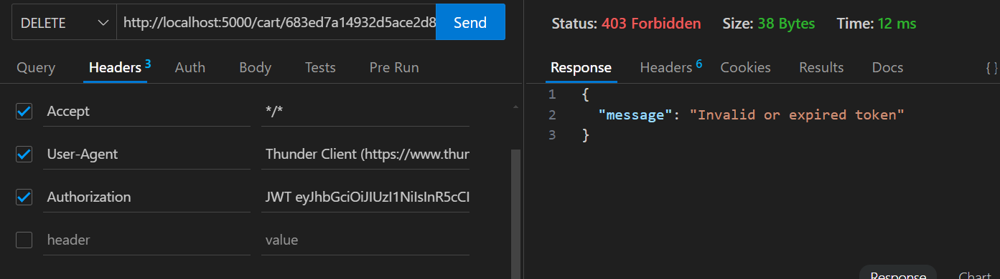 DELETE http://localhost:5000/cart/683ed7a14932d5ace2d8 Send
Query Headers 3 Auth Body Tests Pre Run
Accept */*
User-Agent Thunder Client (https://www.thun
Authorization JWT eyJhbGciOiJIUzI1NiIsInR5cCI
header value
Status: 403 Forbidden Size: 38 Bytes Time: 12 ms
Response Headers 6 Cookies Results Docs { }
1 {
2 "message": "Invalid or expired token"
3 }
Response Chart